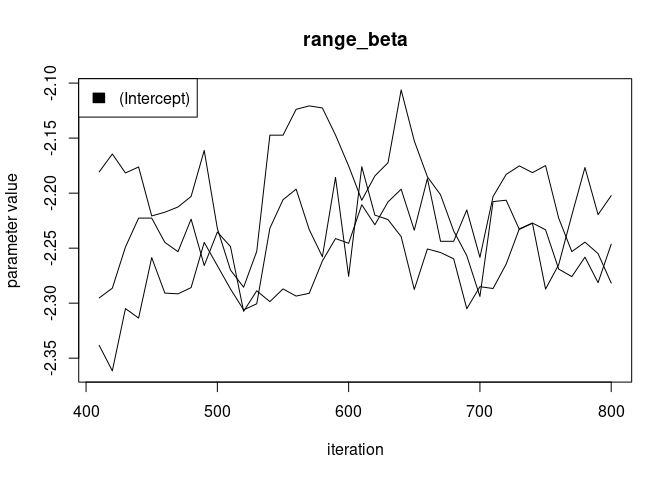 range_beta
(Intercept)
parameter value
-2.10
-2.15
-2.20
-2.25
-2.30
-2.35
400 500 600 700 800
iteration